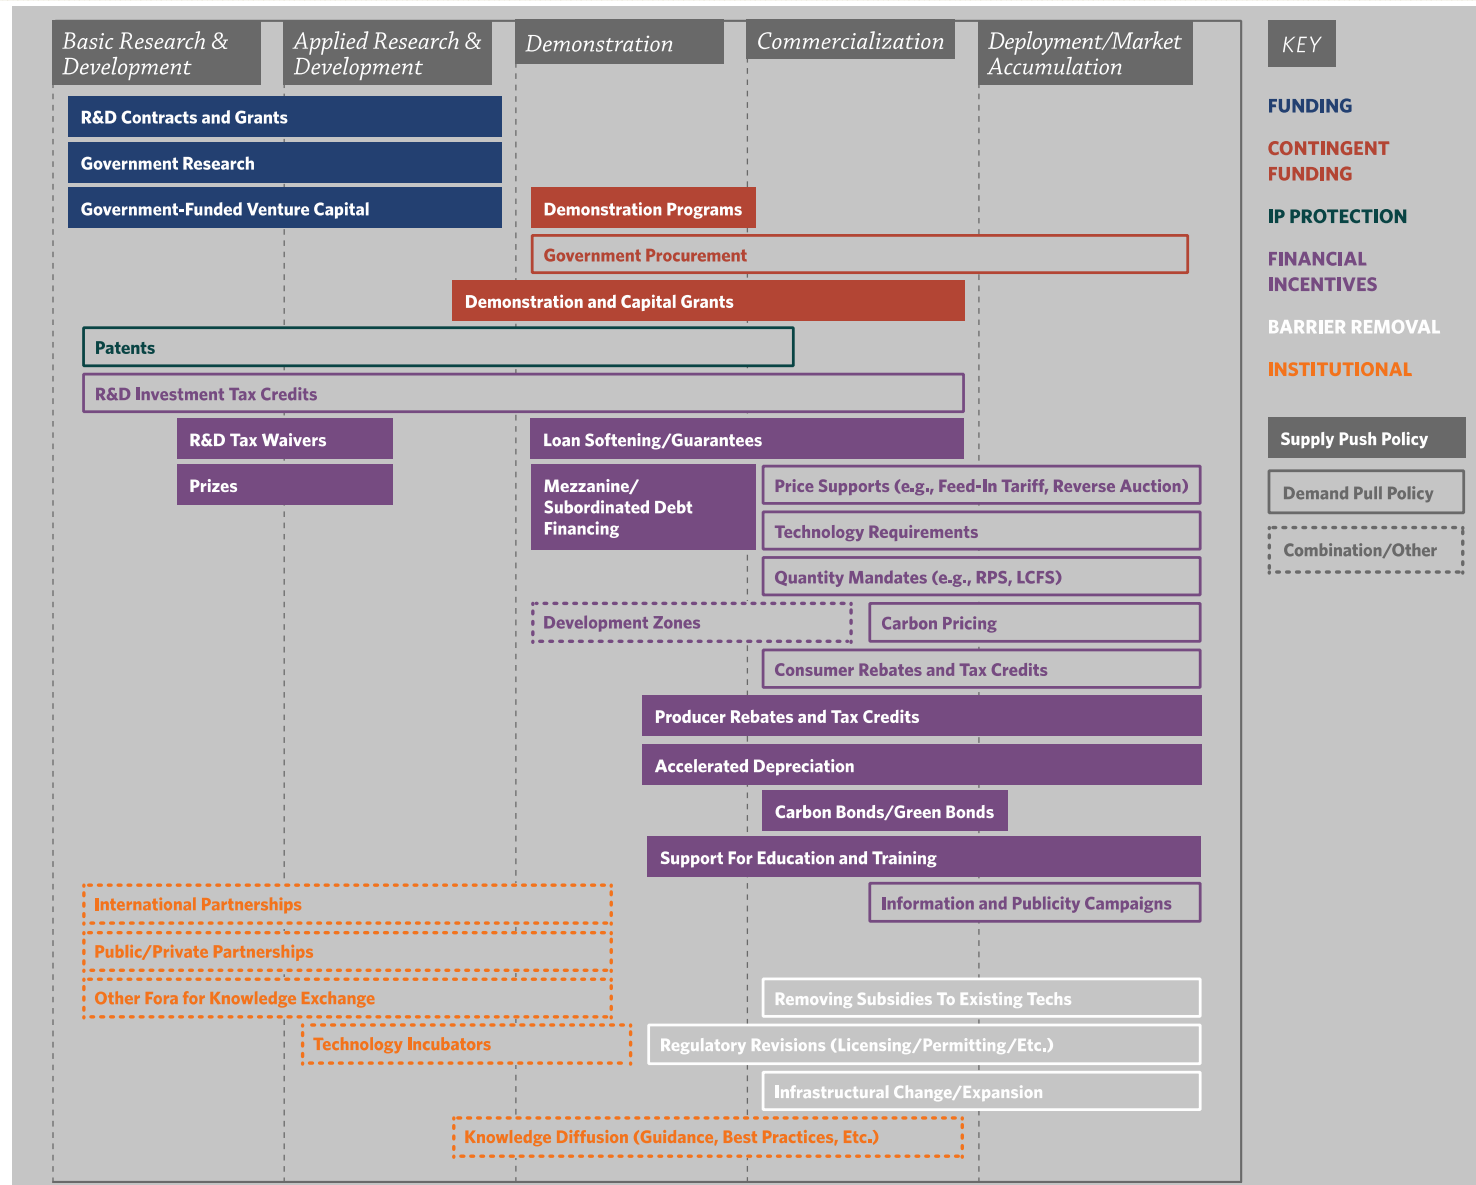 Basic Research &
Development
Applied Research &
Development
Demonstration
Commercialization
Deployment/Market
Accumulation
KEY
FUNDING
CONTINGENT
FUNDING
IP PROTECTION
FINANCIAL
INCENTIVES
BARRIER REMOVAL
INSTITUTIONAL
Supply Push Policy
Demand Pull Policy
Combination/Other
R&D Contracts and Grants
Government Research
Government-Funded Venture Capital
Demonstration Programs
Government Procurement
Demonstration and Capital Grants
Patents
R&D Investment Tax Credits
R&D Tax Waivers
Loan Softening/Guarantees
Prizes
Mezzanine/
Subordinated Debt
Financing
Price Supports (e.g., Feed-In Tariff, Reverse Auction)
Technology Requirements
Quantity Mandates (e.g., RPS, LCFS)
Development Zones
Carbon Pricing
Consumer Rebates and Tax Credits
Producer Rebates and Tax Credits
Accelerated Depreciation
Carbon Bonds/Green Bonds
Support For Education and Training
International Partnerships
Information and Publicity Campaigns
Public/Private Partnerships
Other Fora for Knowledge Exchange
Removing Subsidies To Existing Techs
Technology Incubators
Regulatory Revisions (Licensing/Permitting/Etc.)
Infrastructural Change/Expansion
Knowledge Diffusion (Guidance, Best Practices, Etc.)